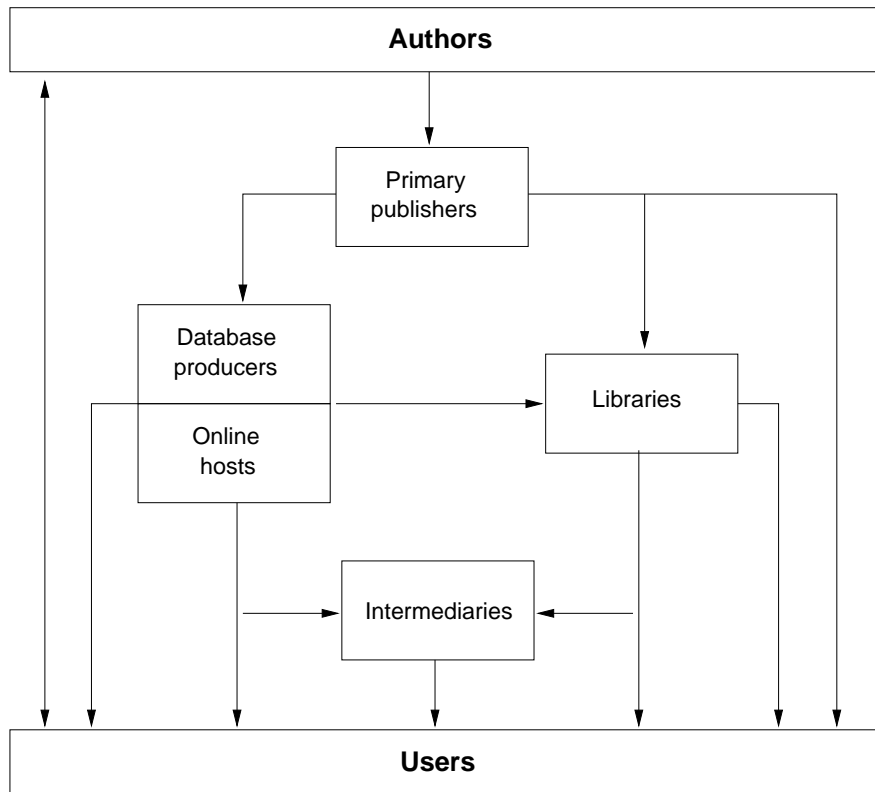 Authors
Primary
publishers
Database
producers
Libraries
Online
hosts
Intermediaries
Users